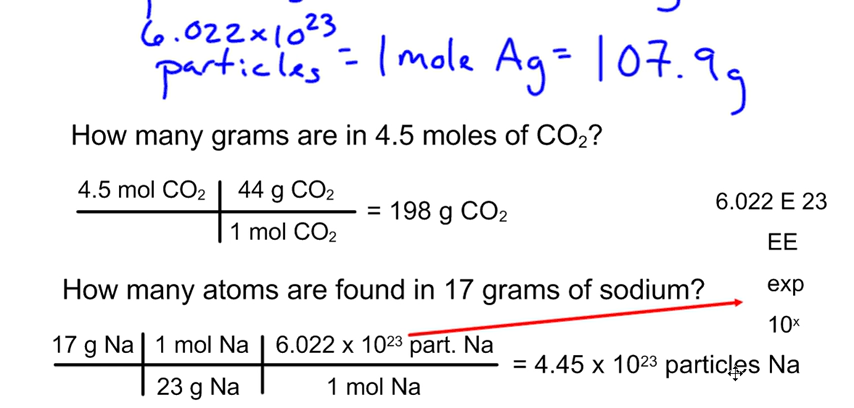 6.022x10²³
particles = 1 mole Ag = 107.9g
How many grams are in 4.5 moles of CO₂?
4.5 mol CO₂ | 44 g CO₂
1 mol CO₂
= 198 g CO₂
6.022 E 23
EE
exp
10ˣ
How many atoms are found in 17 grams of sodium?
17 g Na | 1 mol Na | 6.022 x 10²³ part. Na
23 g Na | 1 mol Na
= 4.45 x 10²³ particles Na